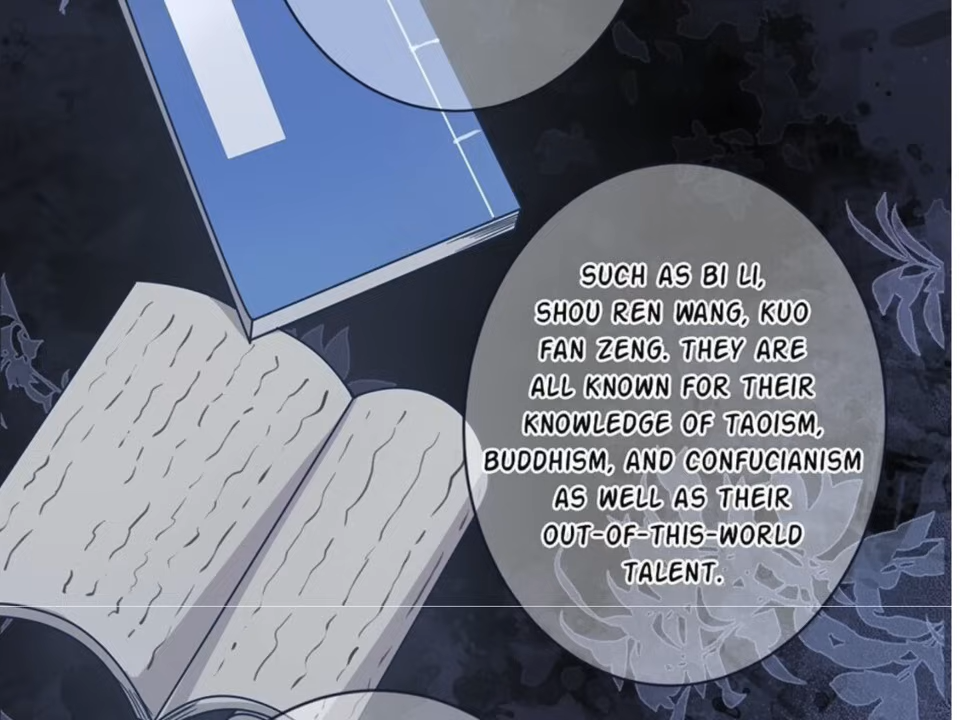 SUCH AS BI LI,
SHOU REN WANG, KUO
FAN ZENG. THEY ARE
ALL KNOWN FOR THEIR
KNOWLEDGE OF TAOISM,
BUDDHISM, AND CONFUCIANISM
AS WELL AS THEIR
OUT-OF-THIS-WORLD
TALENT.